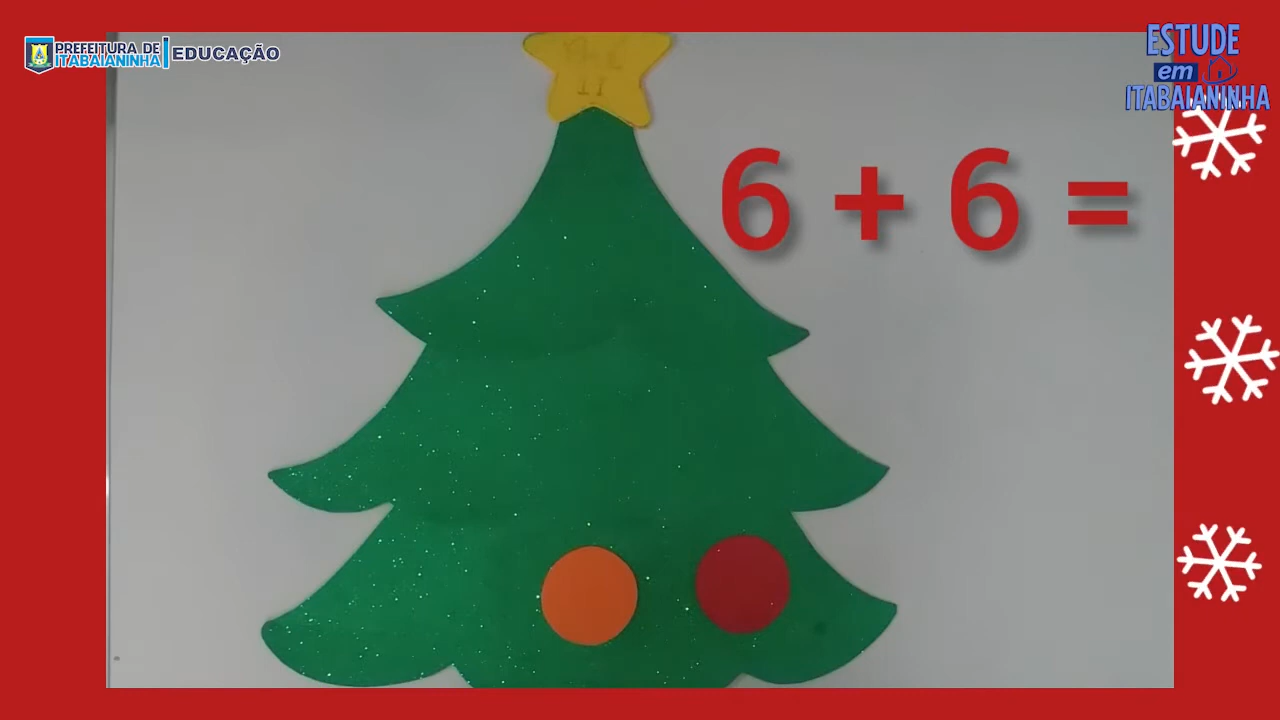 PREFEITURA DE
ITABAIANINHA
EDUCAÇÃO
ESTUDE
em
ITABAIANINHA
6 + 6 =